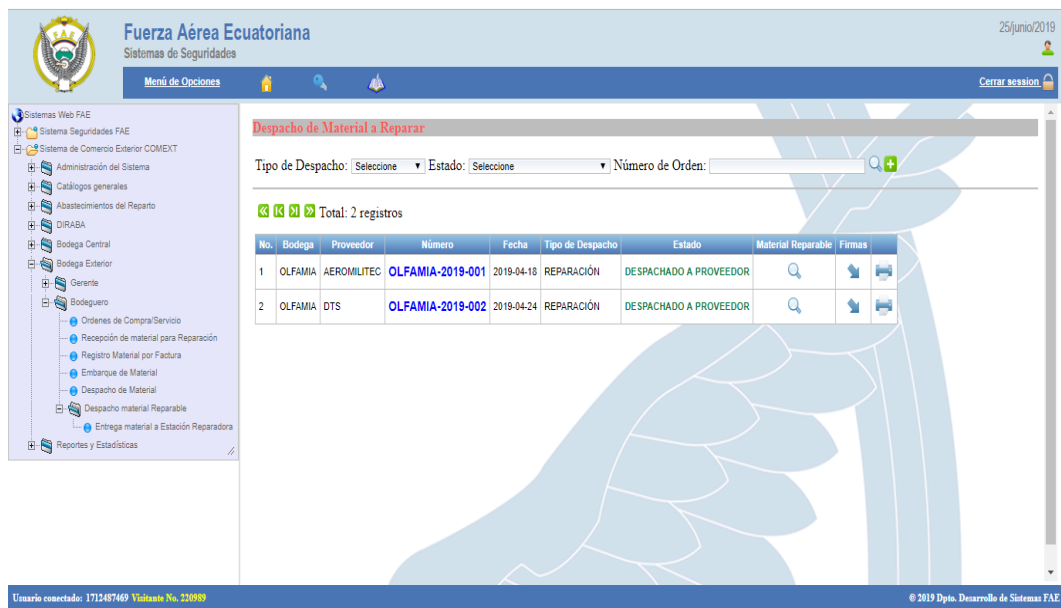 25/junio/2019
Fuerza Aérea Ecuatoriana
Sistemas de Seguridades
Menú de Opciones
Cerrar session
Sistemas Web FAE
Sistema Seguridades FAE
Sistema de Comercio Exterior COMEXT
Administración del Sistema
Catálogos generales
Abastecimientos del Reparto
DIRABA
Bodega Central
Bodega Exterior
Gerente
Bodeguero
Ordenes de Compra/Servicio
Recepción de material para Reparación
Registro Material por Factura
Embarque de Material
Despacho de Material
Despacho material Reparable
Entrega material a Estación Reparadora
Reportes y Estadísticas
Despacho de Material a Reparar
Tipo de Despacho: Seleccione Estado: Seleccione Número de Orden:
Total: 2 registros
No. Bodega Proveedor Número Fecha Tipo de Despacho Estado Material Reparable Firmas
1 OLFAMIA AEROMILITEC OLFAMIA-2019-001 2019-04-18 REPARACIÓN DESPACHADO A PROVEEDOR
2 OLFAMIA DTS OLFAMIA-2019-002 2019-04-24 REPARACIÓN DESPACHADO A PROVEEDOR
Usuario conectado: 1712487469 Visitante No. 220989
© 2019 Dpto. Desarrollo de Sistemas FAE